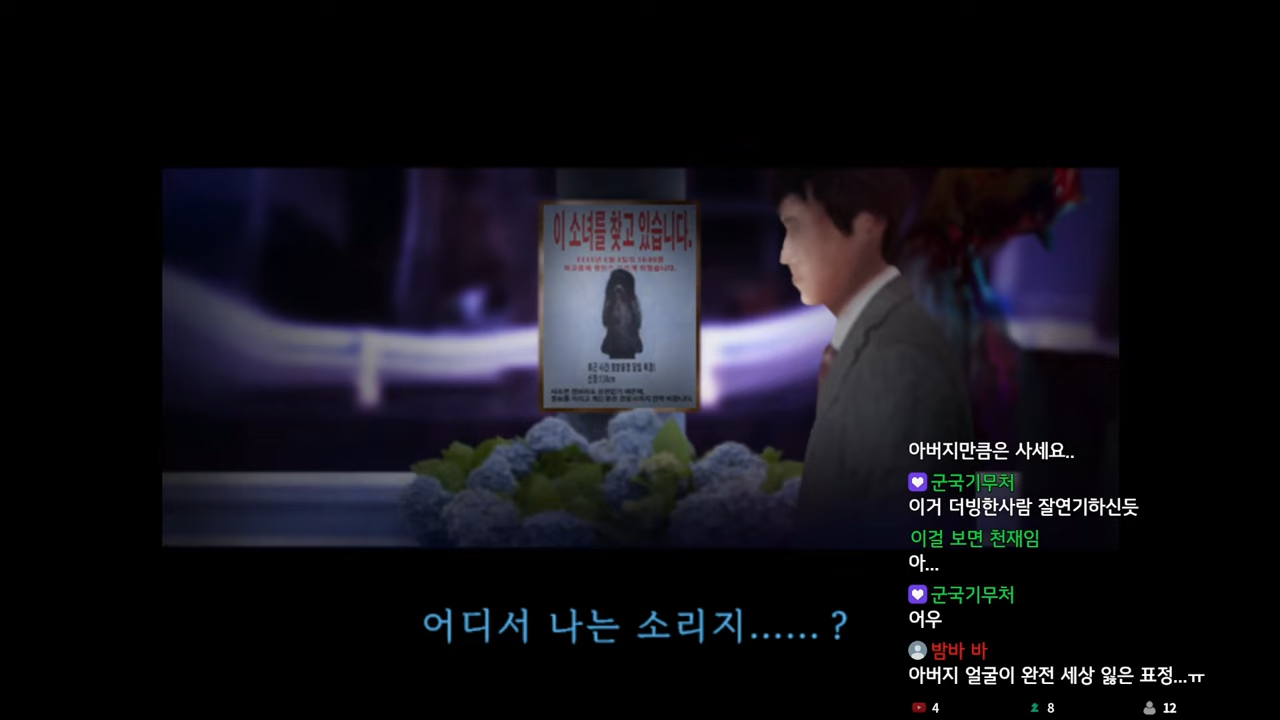 이 소녀를 찾고 있습니다.
신장:130cm
어디서 나는 소리지...... ?
아버지만큼은 사세요..
군국기무처
이거 더빙한사람 잘연기하신듯
이걸 보면 천재임
아...
군국기무처
어우
밤바 바
아버지 얼굴이 완전 세상 잃은 표정...ㅠ
4 8 12